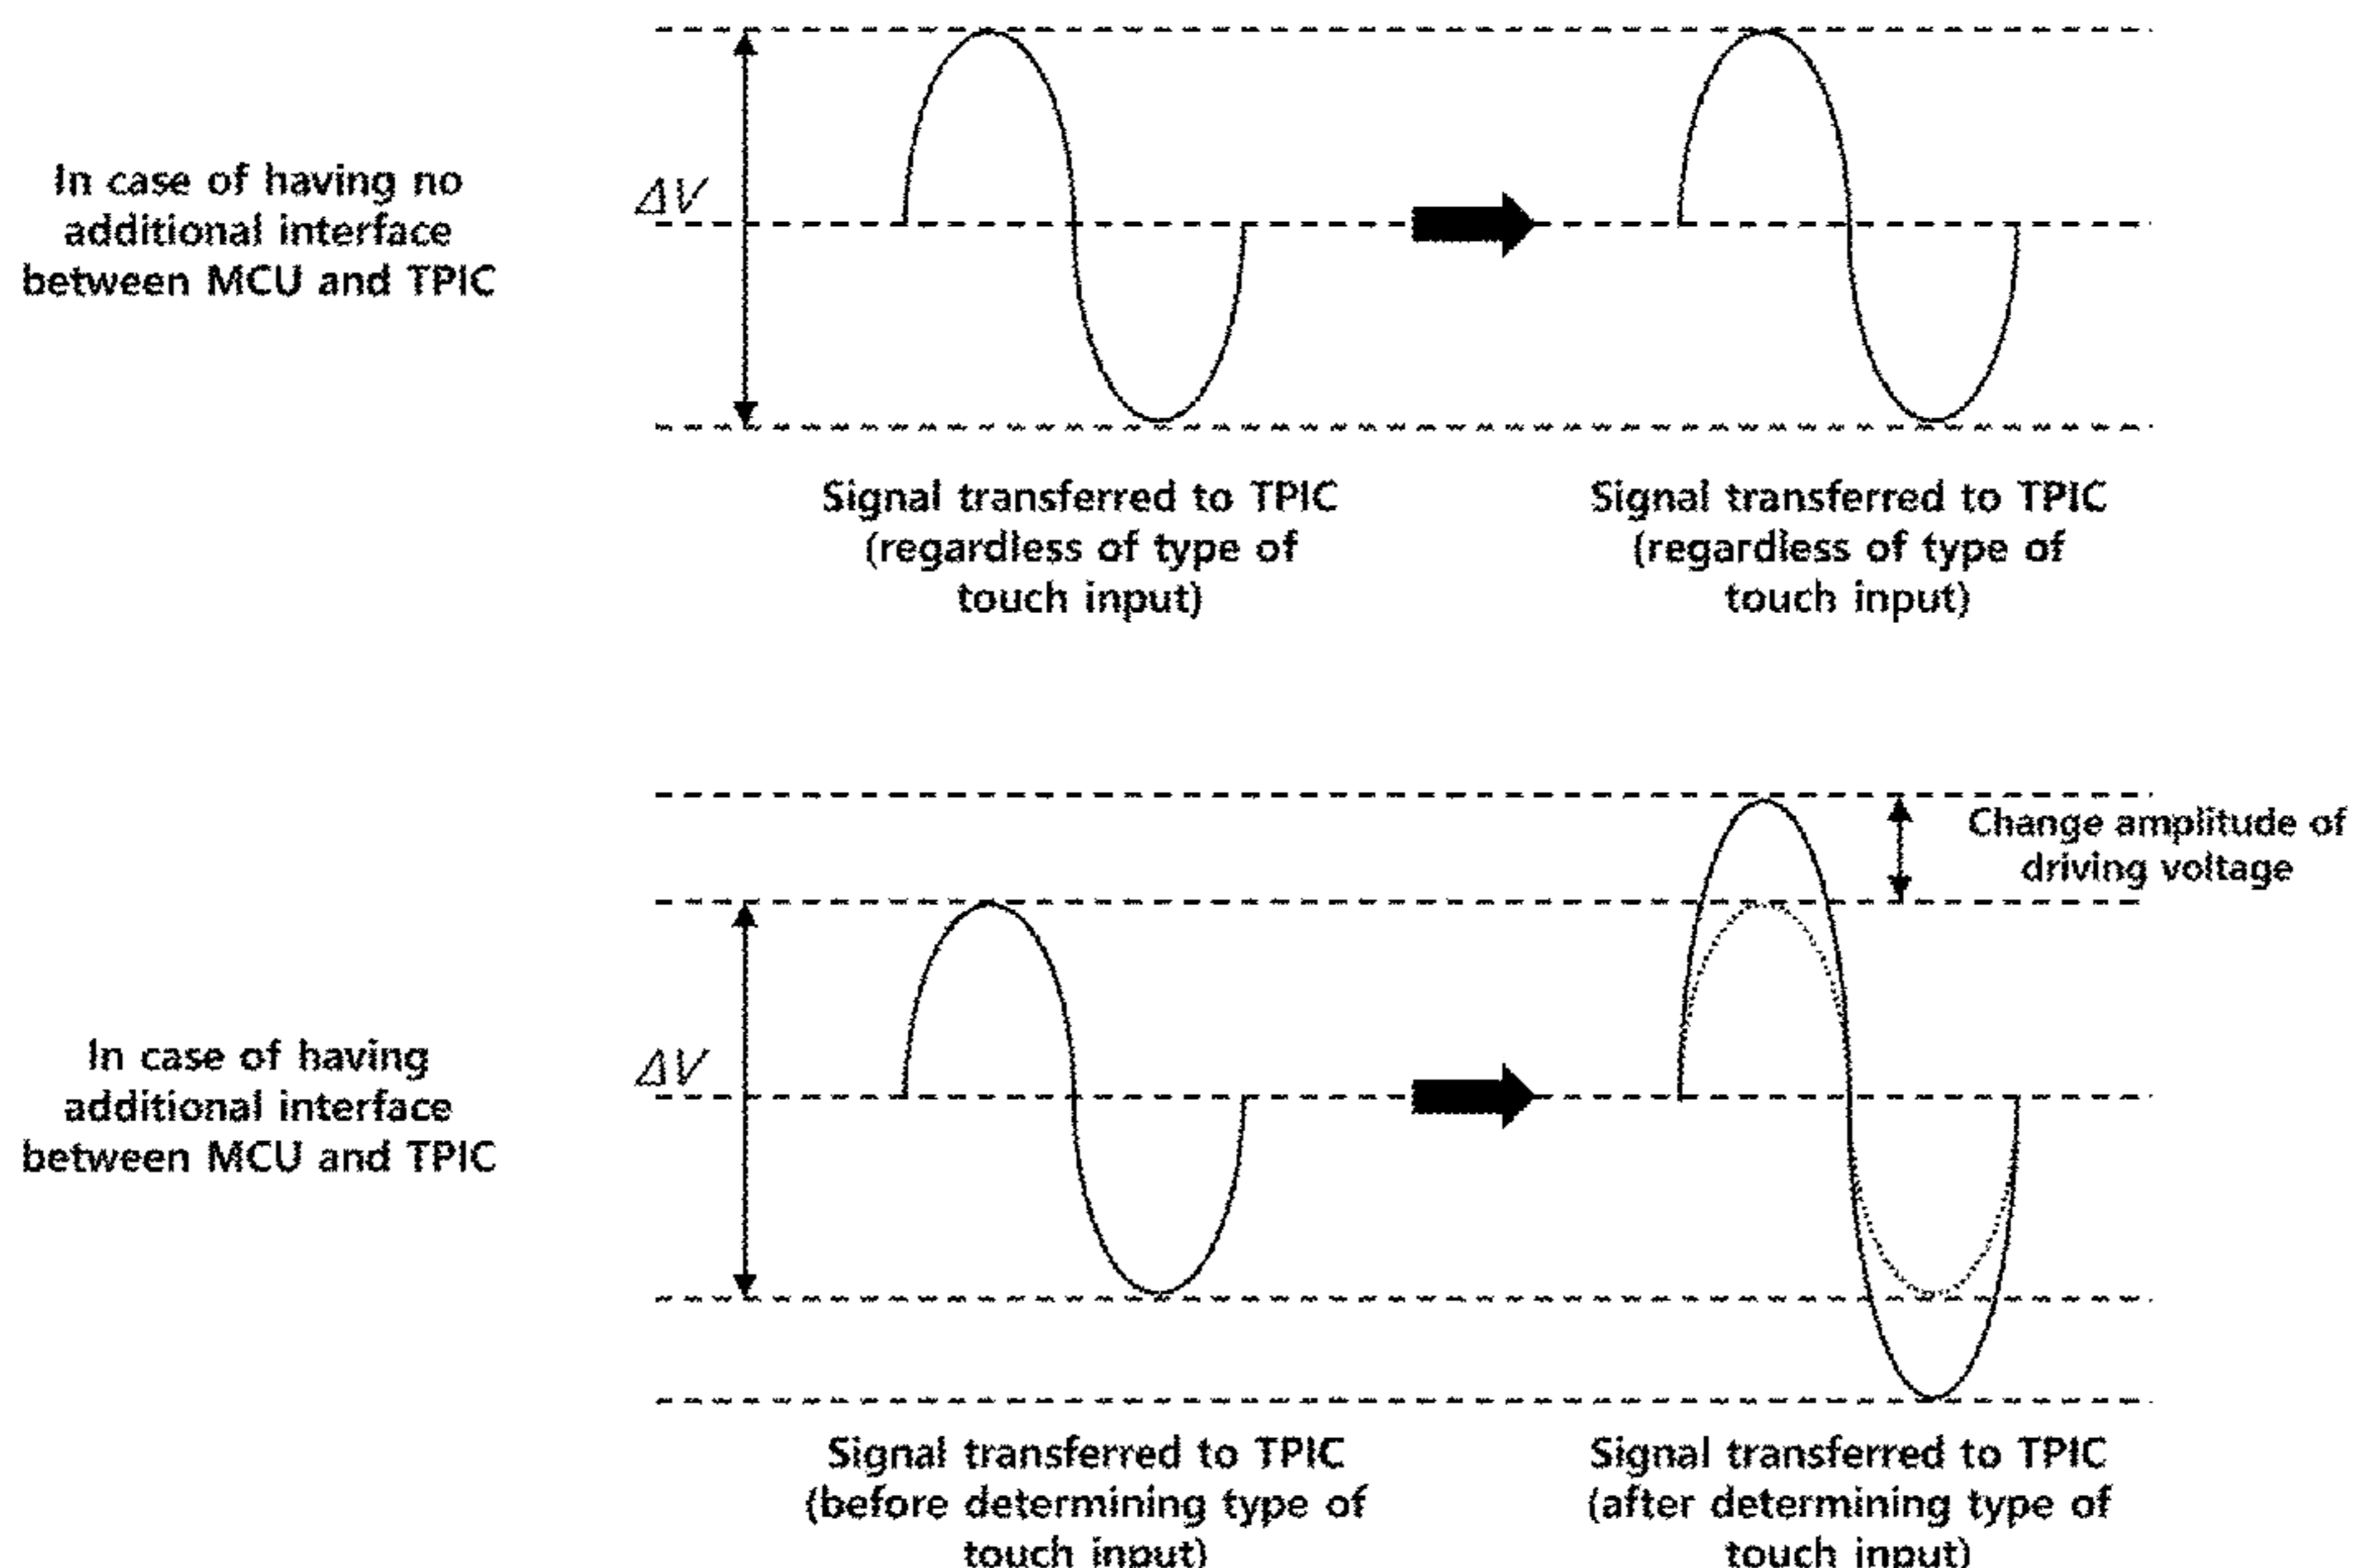 In case of having no
additional interface
between MCU and TPIC
ΔV
Signal transferred to TPIC
(regardless of type of
touch input)
Signal transferred to TPIC
(regardless of type of
touch input)
Change amplitude of
driving voltage
In case of having
additional interface
between MCU and TPIC
ΔV
Signal transferred to TPIC
(before determining type of
touch input)
Signal transferred to TPIC
(after determining type of
touch input)